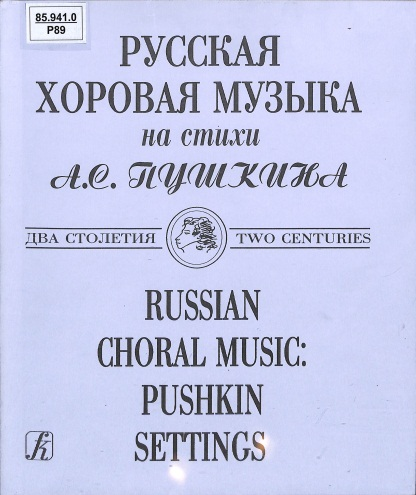 85.941.0
Р89
РУССКАЯ
ХОРОВАЯ МУЗЫКА
на стихи
А.С. ПУШКИНА
ДВА СТОЛЕТИЯ TWO CENTURIES
RUSSIAN
CHORAL MUSIC:
PUSHKIN
SETTINGS